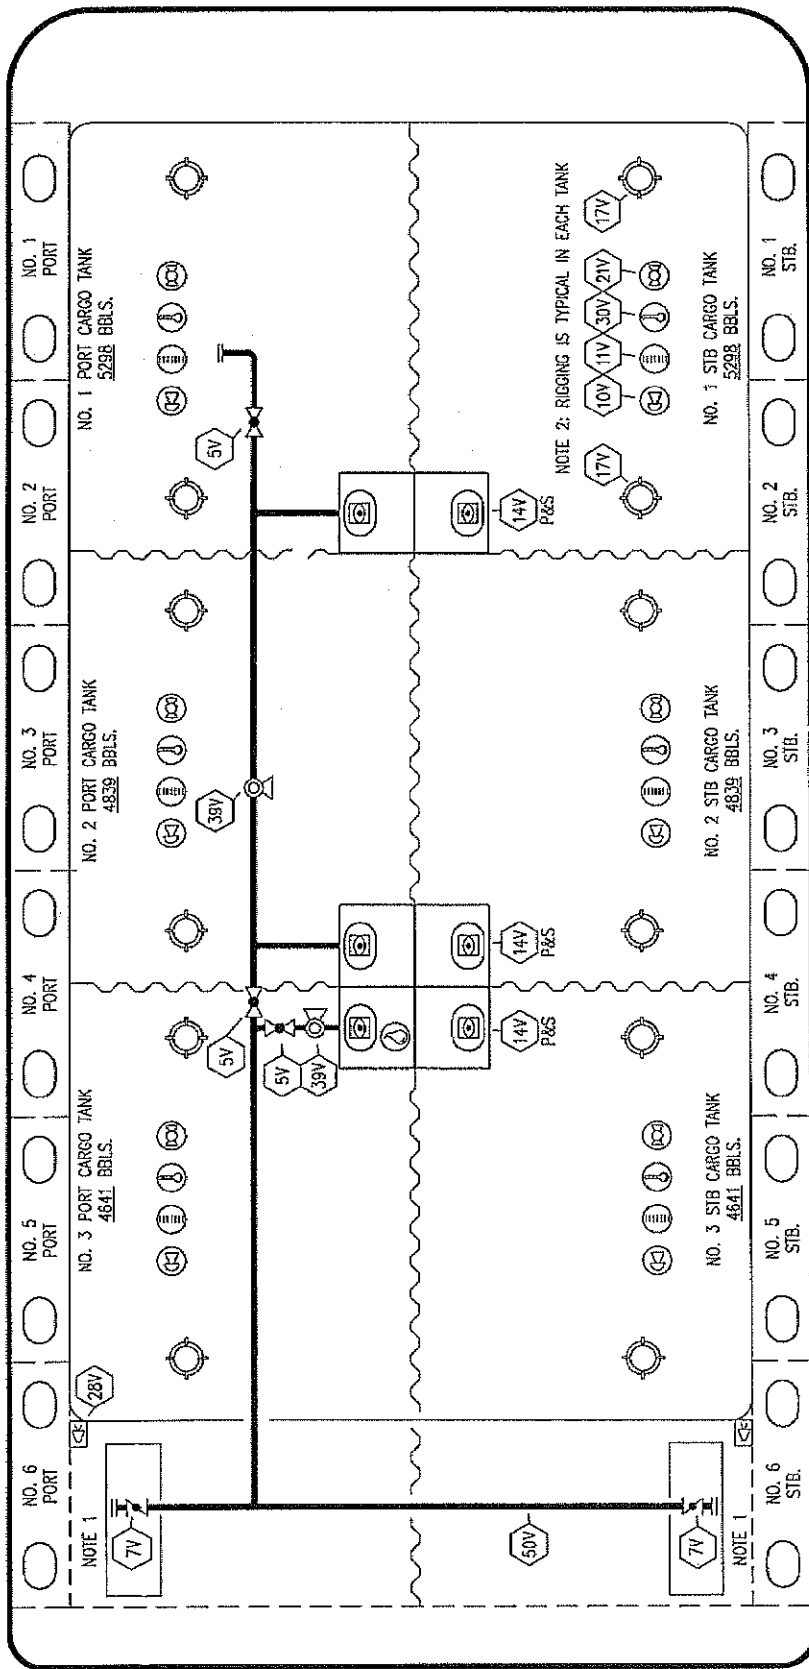 NO. 6
PORT
NO. 5
PORT
NO. 4
PORT
NO. 3
PORT
NO. 2
PORT
NO. 1
PORT
NOTE 1
7V
28V
NO. 3 PORT CARGO TANK
4641 BBLS.
NO. 2 PORT CARGO TANK
4839 BBLS.
NO. 1 PORT CARGO TANK
5298 BBLS.
5V
5V
39V
39V
5V
50V
14V
P&S
14V
P&S
14V
P&S
NOTE 2: RIGGING IS TYPICAL IN EACH TANK
17V
10V
11V
30V
21V
17V
7V
NOTE 1
NO. 3 STB CARGO TANK
4641 BBLS.
NO. 2 STB CARGO TANK
4839 BBLS.
NO. 1 STB CARGO TANK
5298 BBLS.
NO. 6
STB.
NO. 5
STB.
NO. 4
STB.
NO. 3
STB.
NO. 2
STB.
NO. 1
STB.